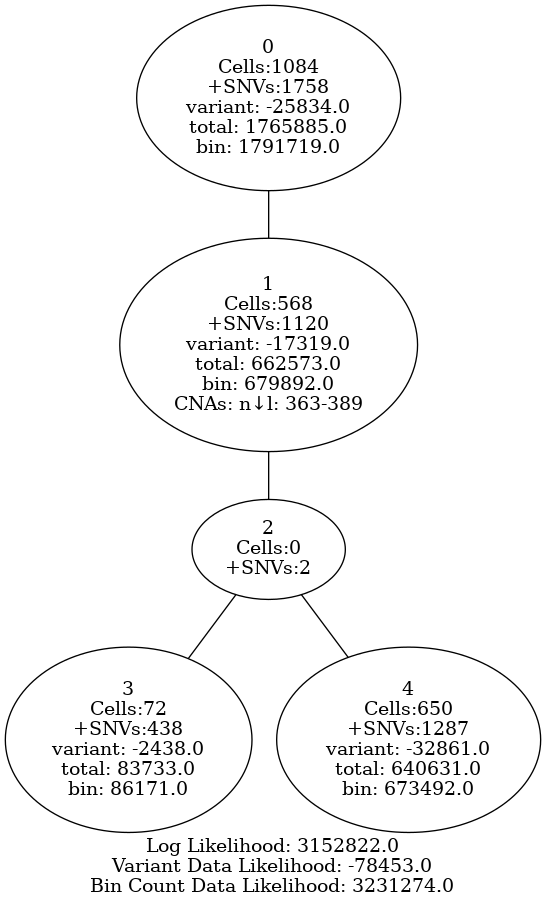 0
Cells:1084
+SNVs:1758
variant: -25834.0
total: 1765885.0
bin: 1791719.0
1
Cells:568
+SNVs:1120
variant: -17319.0
total: 662573.0
bin: 679892.0
CNAs: n↓l: 363-389
2
Cells:0
+SNVs:2
3
Cells:72
+SNVs:438
variant: -2438.0
total: 83733.0
bin: 86171.0
4
Cells:650
+SNVs:1287
variant: -32861.0
total: 640631.0
bin: 673492.0
Log Likelihood: 3152822.0
Variant Data Likelihood: -78453.0
Bin Count Data Likelihood: 3231274.0